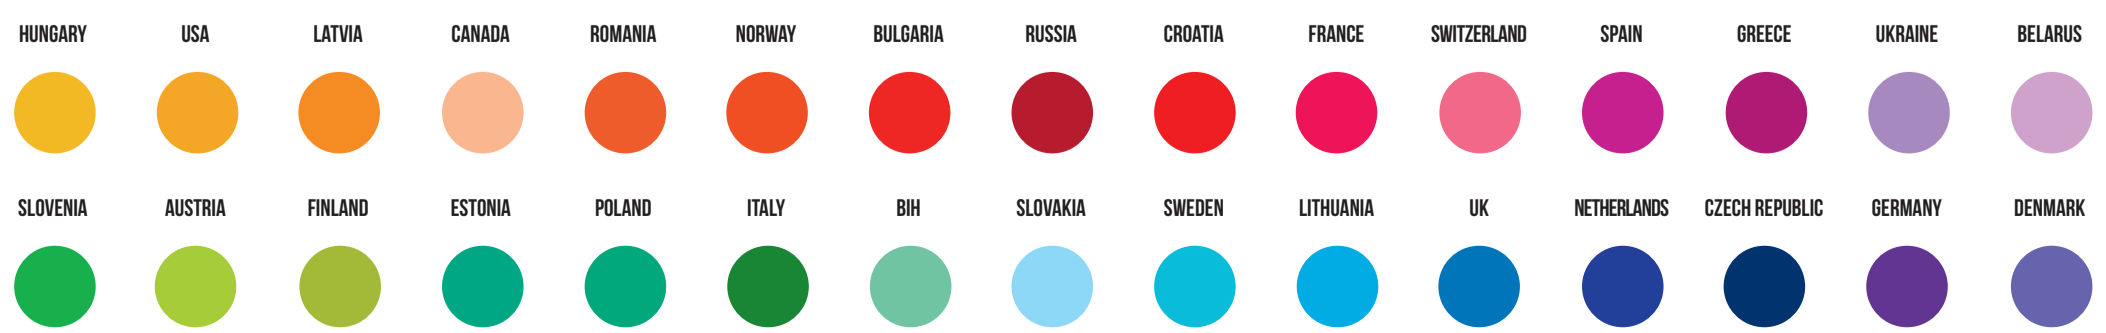 HUNGARY USA LATVIA CANADA ROMANIA NORWAY BULGARIA RUSSIA CROATIA FRANCE SWITZERLAND SPAIN GREECE UKRAINE BELARUS
SLOVENIA AUSTRIA FINLAND ESTONIA POLAND ITALY BIH SLOVAKIA SWEDEN LITHUANIA UK NETHERLANDS CZECH REPUBLIC GERMANY DENMARK